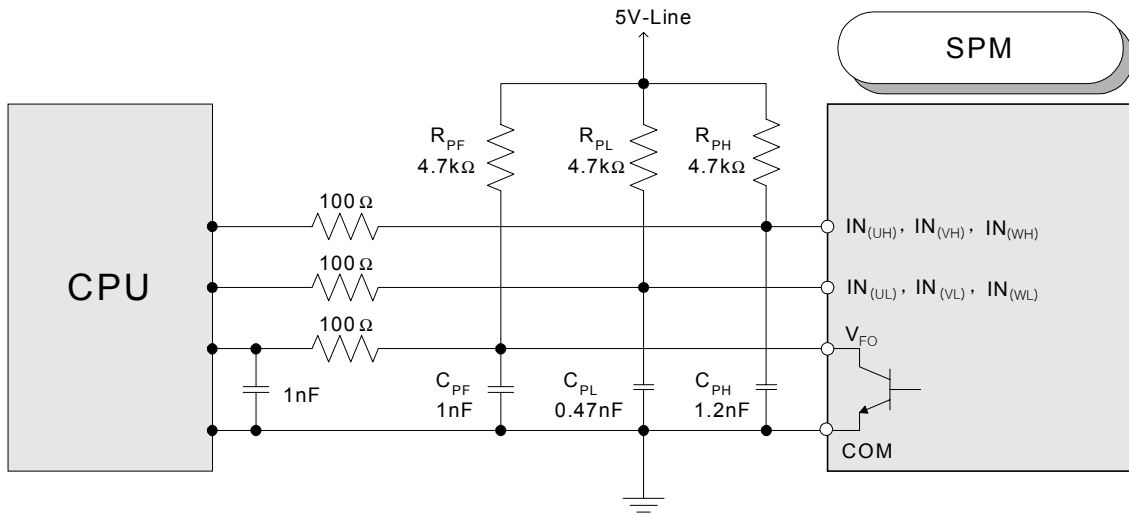 5V-Line
SPM
R_PF
4.7kΩ
R_PL
4.7kΩ
R_PH
4.7kΩ
100 Ω
IN(UH) , IN(VH) , IN(WH)
CPU
100 Ω
IN(UL) , IN(VL) , IN(WL)
100 Ω
V_FO
1nF
C_PF
1nF
C_PL
0.47nF
C_PH
1.2nF
COM